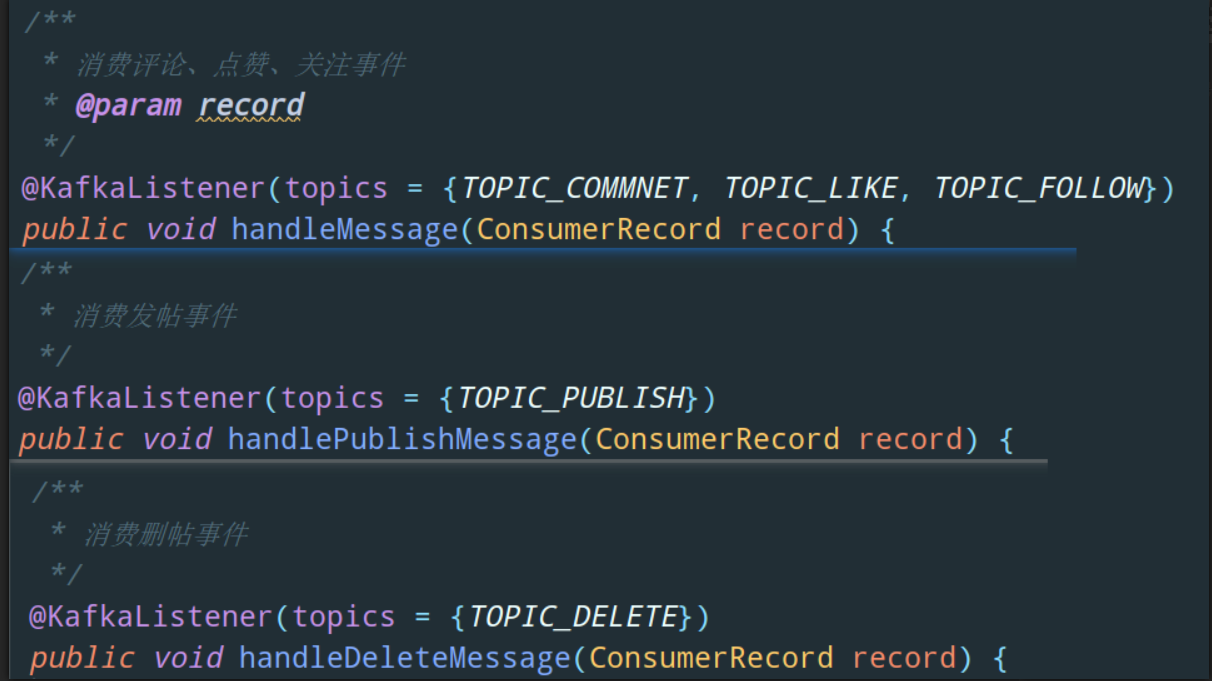 /**
 * 消费评论、点赞、关注事件
 * @param record
 */
@KafkaListener(topics = {TOPIC_COMMNET, TOPIC_LIKE, TOPIC_FOLLOW})
public void handleMessage(ConsumerRecord record) {
/**
 * 消费发帖事件
 */
@KafkaListener(topics = {TOPIC_PUBLISH})
public void handlePublishMessage(ConsumerRecord record) {
/**
 * 消费删帖事件
 */
@KafkaListener(topics = {TOPIC_DELETE})
public void handleDeleteMessage(ConsumerRecord record) {